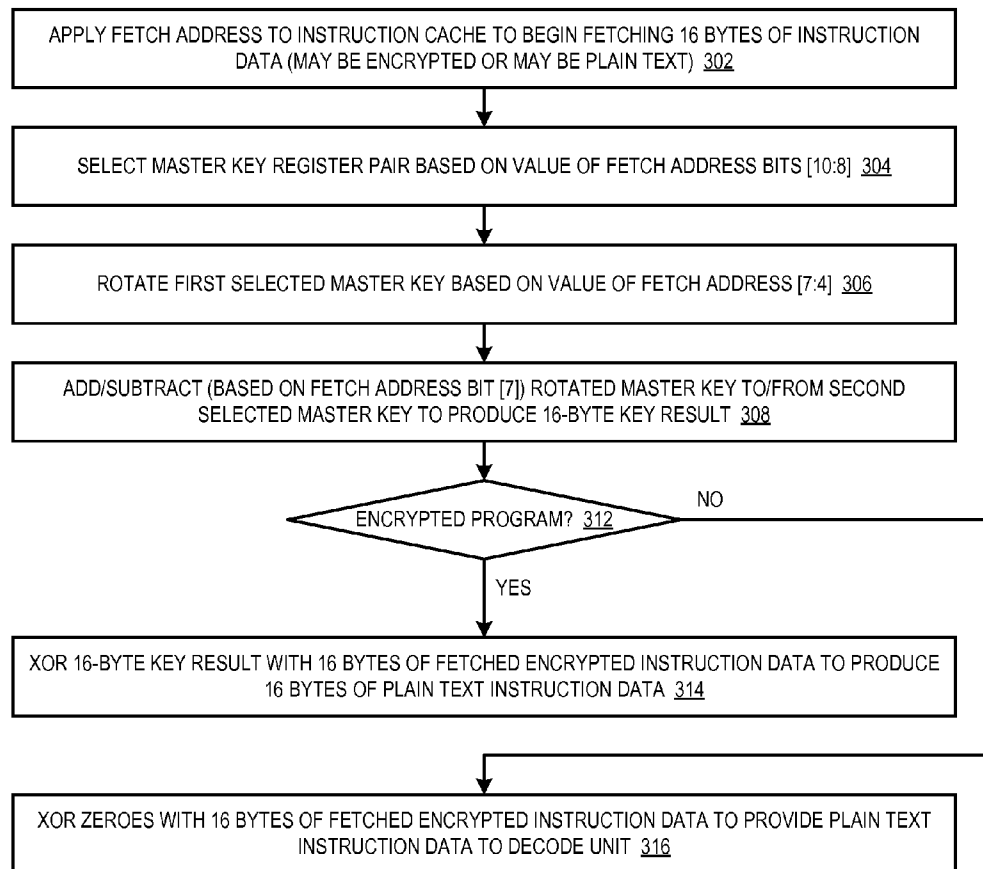 APPLY FETCH ADDRESS TO INSTRUCTION CACHE TO BEGIN FETCHING 16 BYTES OF INSTRUCTION
DATA (MAY BE ENCRYPTED OR MAY BE PLAIN TEXT) 302
SELECT MASTER KEY REGISTER PAIR BASED ON VALUE OF FETCH ADDRESS BITS [10:8] 304
ROTATE FIRST SELECTED MASTER KEY BASED ON VALUE OF FETCH ADDRESS [7:4] 306
ADD/SUBTRACT (BASED ON FETCH ADDRESS BIT [7]) ROTATED MASTER KEY TO/FROM SECOND
SELECTED MASTER KEY TO PRODUCE 16-BYTE KEY RESULT 308
NO
ENCRYPTED PROGRAM? 312
YES
XOR 16-BYTE KEY RESULT WITH 16 BYTES OF FETCHED ENCRYPTED INSTRUCTION DATA TO PRODUCE
16 BYTES OF PLAIN TEXT INSTRUCTION DATA 314
XOR ZEROES WITH 16 BYTES OF FETCHED ENCRYPTED INSTRUCTION DATA TO PROVIDE PLAIN TEXT
INSTRUCTION DATA TO DECODE UNIT 316